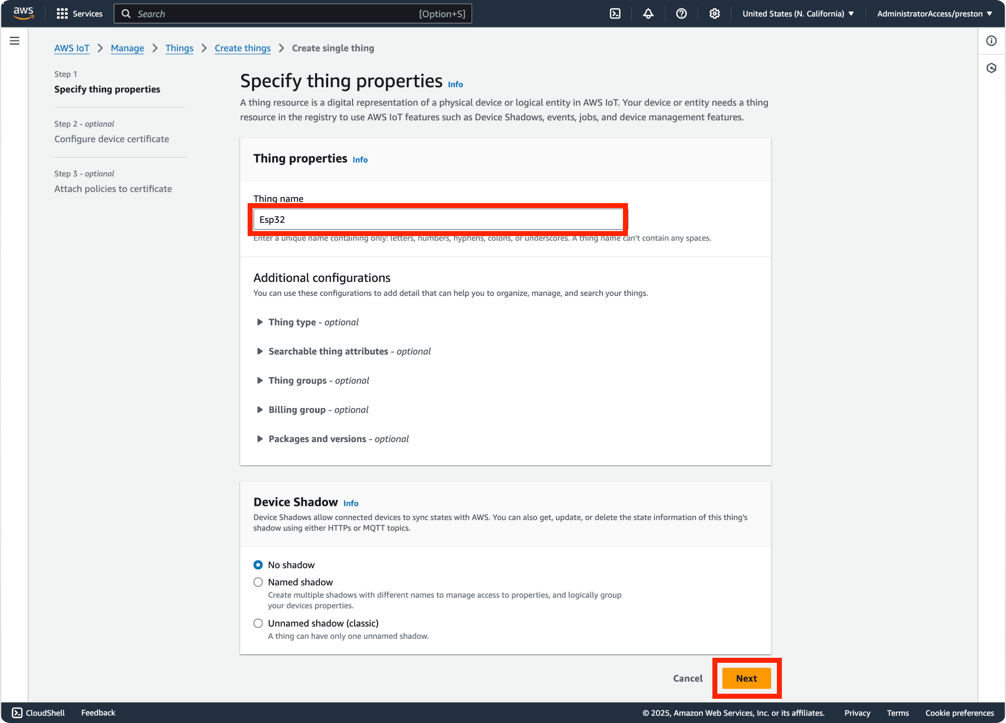 aws
Services
Search
[Option+S]
United States (N. California)
AdministratorAccess/preston
AWS IoT
Manage
Things
Create things
Create single thing
Step 1
Specify thing properties
Step 2 - optional
Configure device certificate
Step 3 - optional
Attach policies to certificate
Specify thing properties Info
A thing resource is a digital representation of a physical device or logical entity in AWS IoT. Your device or entity needs a thing
resource in the registry to use AWS IoT features such as Device Shadows, events, jobs, and device management features.
Thing properties Info
Thing name
Esp32
Enter a unique name containing only: letters, numbers, hyphens, colons, or underscores. A thing name can't contain any spaces.
Additional configurations
You can use these configurations to add detail that can help you to organize, manage, and search your things.
Thing type - optional
Searchable thing attributes - optional
Thing groups - optional
Billing group - optional
Packages and versions - optional
Device Shadow Info
Device Shadows allow connected devices to sync states with AWS. You can also get, update, or delete the state information of this thing's
shadow using either HTTPs or MQTT topics.
No shadow
Named shadow
Create multiple shadows with different names to manage access to properties, and logically group
your devices properties.
Unnamed shadow (classic)
A thing can have only one unnamed shadow.
Cancel
Next
CloudShell
Feedback
© 2025, Amazon Web Services, Inc. or its affiliates.
Privacy
Terms
Cookie preferences